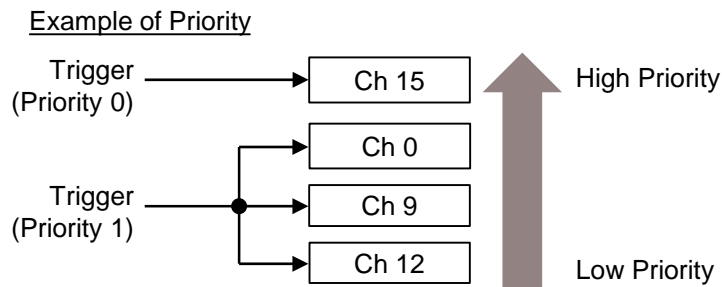 Example of Priority
Trigger
(Priority 0)
Ch 15
High Priority
Ch 0
Trigger
(Priority 1)
Ch 9
Ch 12
Low Priority